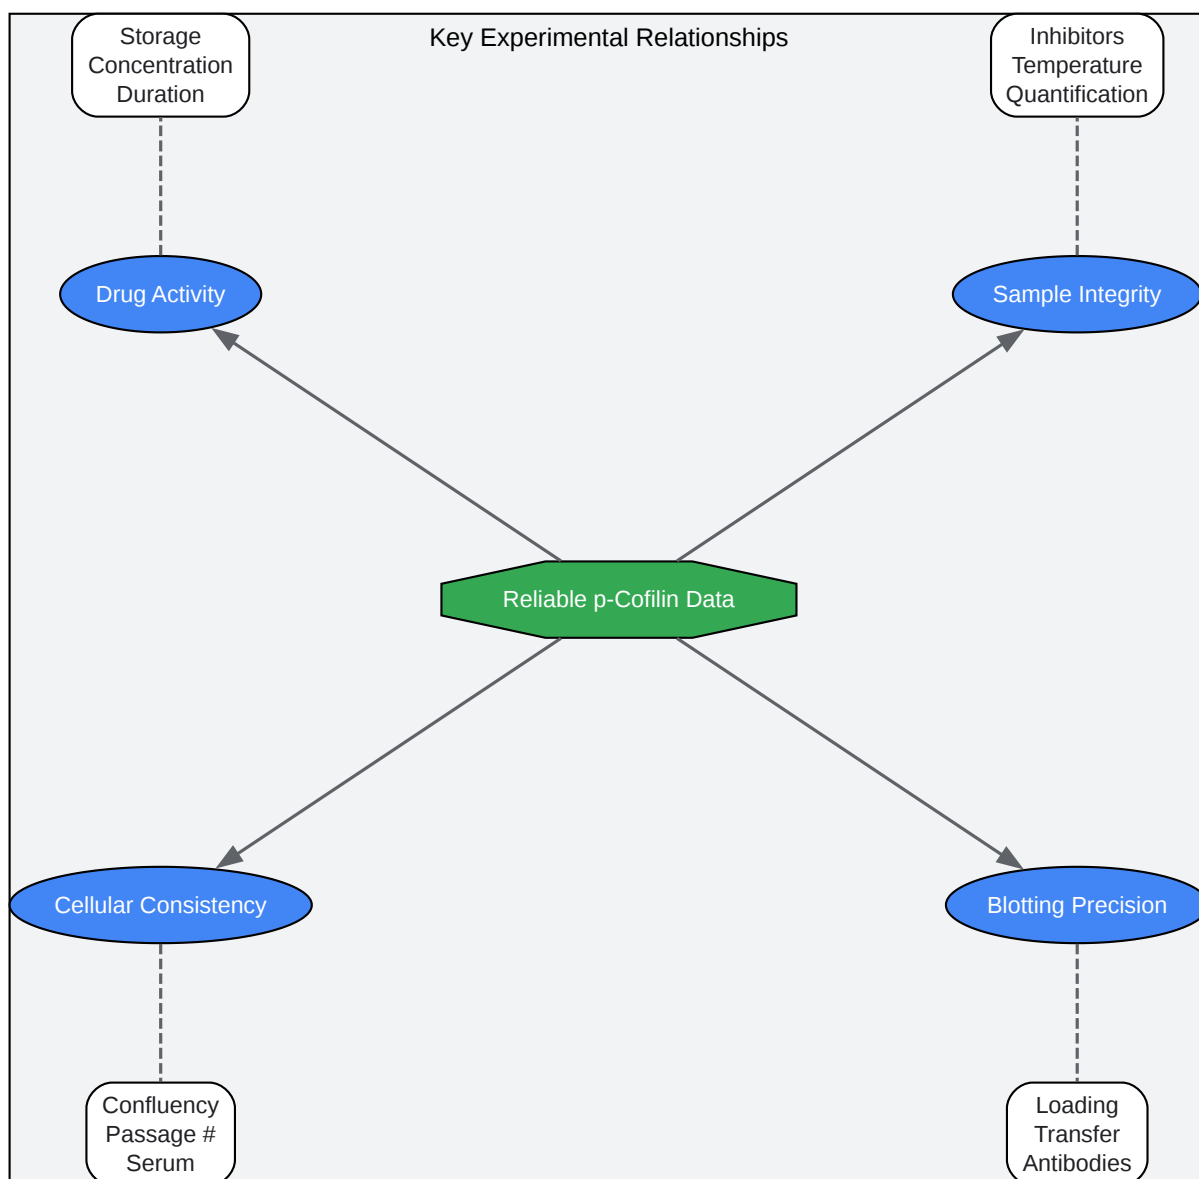 Key Experimental Relationships
Storage
Concentration
Duration
Inhibitors
Temperature
Quantification
Drug Activity
Sample Integrity
Reliable p-Cofilin Data
Cellular Consistency
Blotting Precision
Confluency
Passage #
Serum
Loading
Transfer
Antibodies